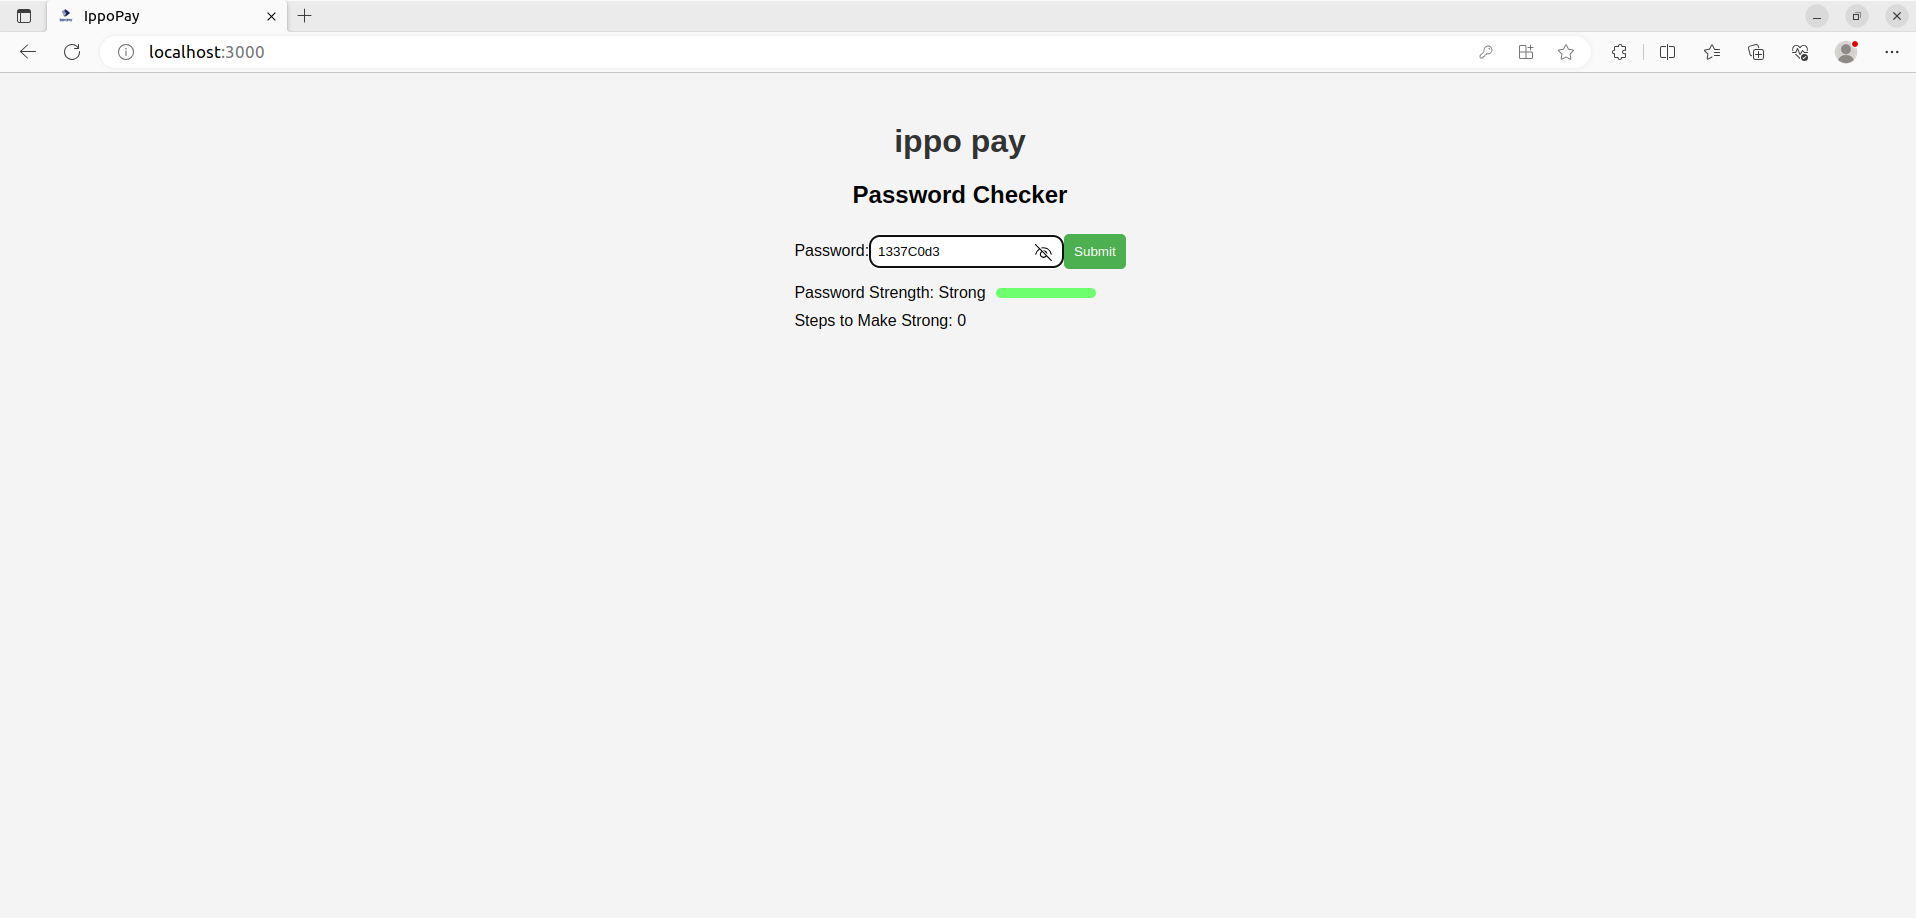 IppoPay
localhost:3000
ippo pay
Password Checker
Password: 1337C0d3 Submit
Password Strength: Strong
Steps to Make Strong: 0